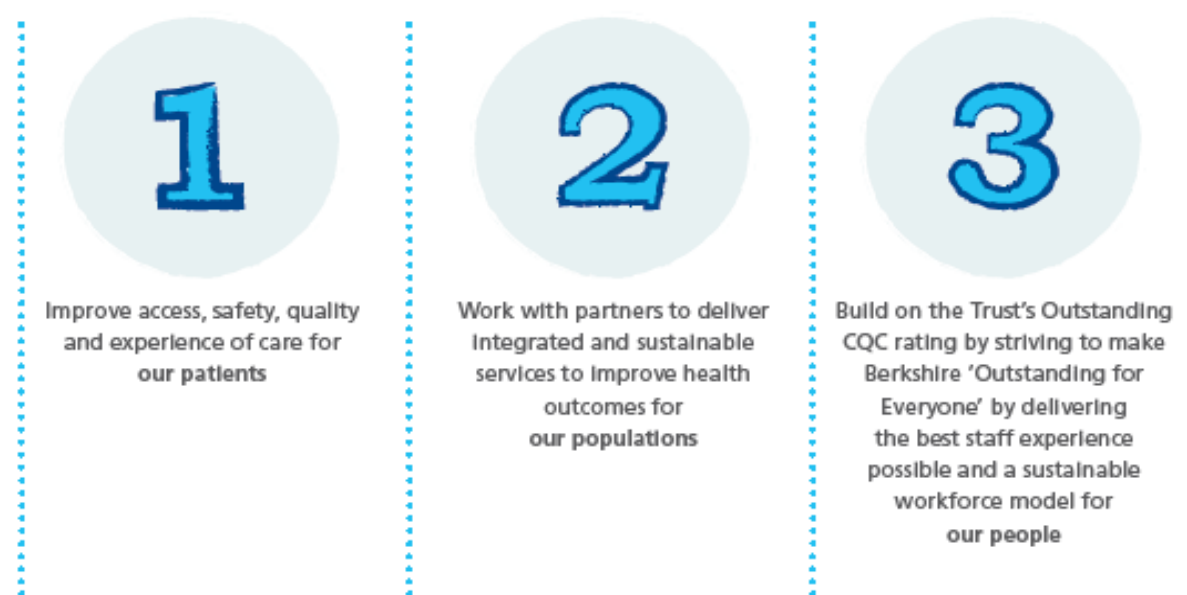 1
Improve access, safety, quality
and experience of care for
our patients
2
Work with partners to deliver
integrated and sustainable
services to improve health
outcomes for
our populations
3
Build on the Trust’s Outstanding
CQC rating by striving to make
Berkshire ‘Outstanding for
Everyone’ by delivering
the best staff experience
possible and a sustainable
workforce model for
our people